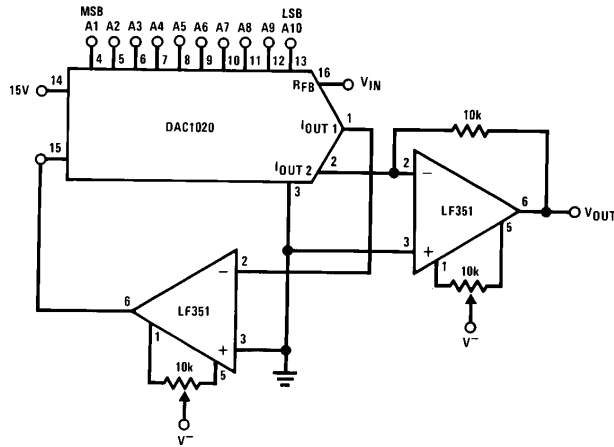 MSB LSB
A1 A2 A3 A4 A5 A6 A7 A8 A9 A10
4 5 6 7 8 9 10 11 12 13
16
RFB VIN
14
15V
DAC1020
IOUT 1 1
15
IOUT 2 2
3
10k
2
−
LF351
6
VOUT
3
+
5
1
10k
V−
2
−
LF351
6
1
3
+
5
10k
V−